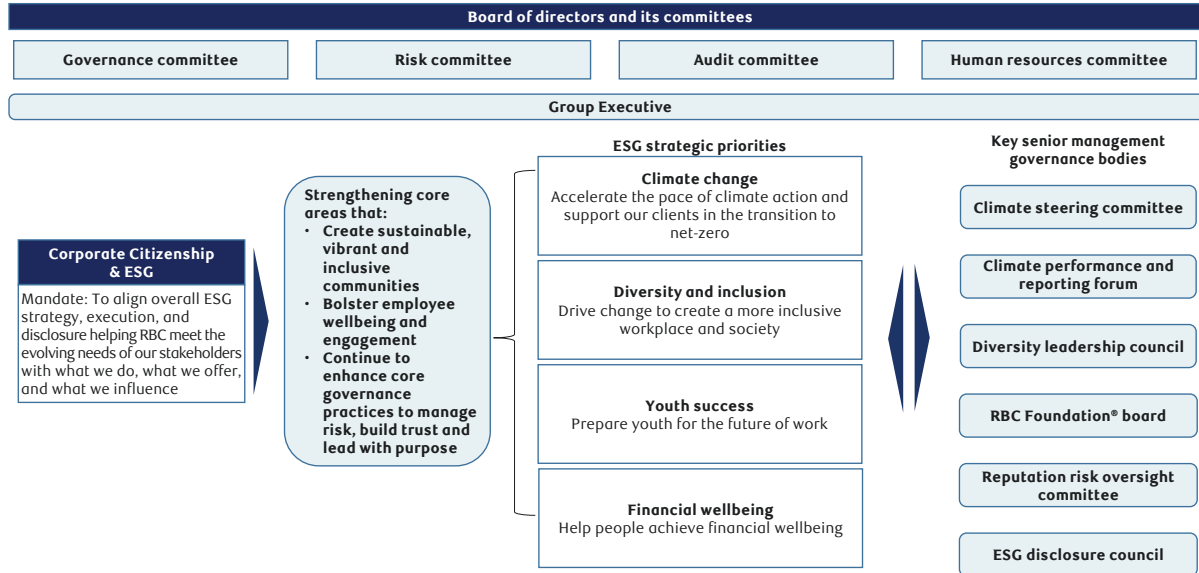 Board of directors and its committees
Governance committee
Risk committee
Audit committee
Human resources committee
Group Executive
Corporate Citizenship
& ESG
Mandate: To align overall ESG
strategy, execution, and
disclosure helping RBC meet the
evolving needs of our stakeholders
with what we do, what we offer,
and what we influence
Strengthening core
areas that:
• Create sustainable,
vibrant and
inclusive
communities
• Bolster employee
wellbeing and
engagement
• Continue to
enhance core
governance
practices to manage
risk, build trust and
lead with purpose
ESG strategic priorities
Climate change
Accelerate the pace of climate action and
support our clients in the transition to
net-zero
Diversity and inclusion
Drive change to create a more inclusive
workplace and society
Youth success
Prepare youth for the future of work
Financial wellbeing
Help people achieve financial wellbeing
Key senior management
governance bodies
Climate steering committee
Climate performance and
reporting forum
Diversity leadership council
RBC Foundation® board
Reputation risk oversight
committee
ESG disclosure council